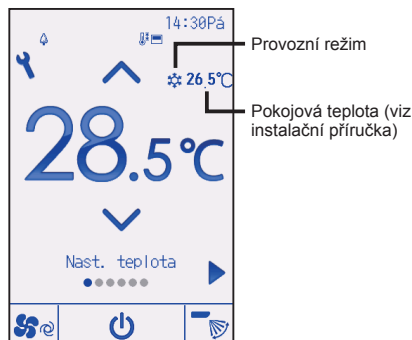 14:30Pá
Provozní režim
26.5°C
Pokojová teplota (viz
instalační příručka)
28.5°C
Nast. teplota